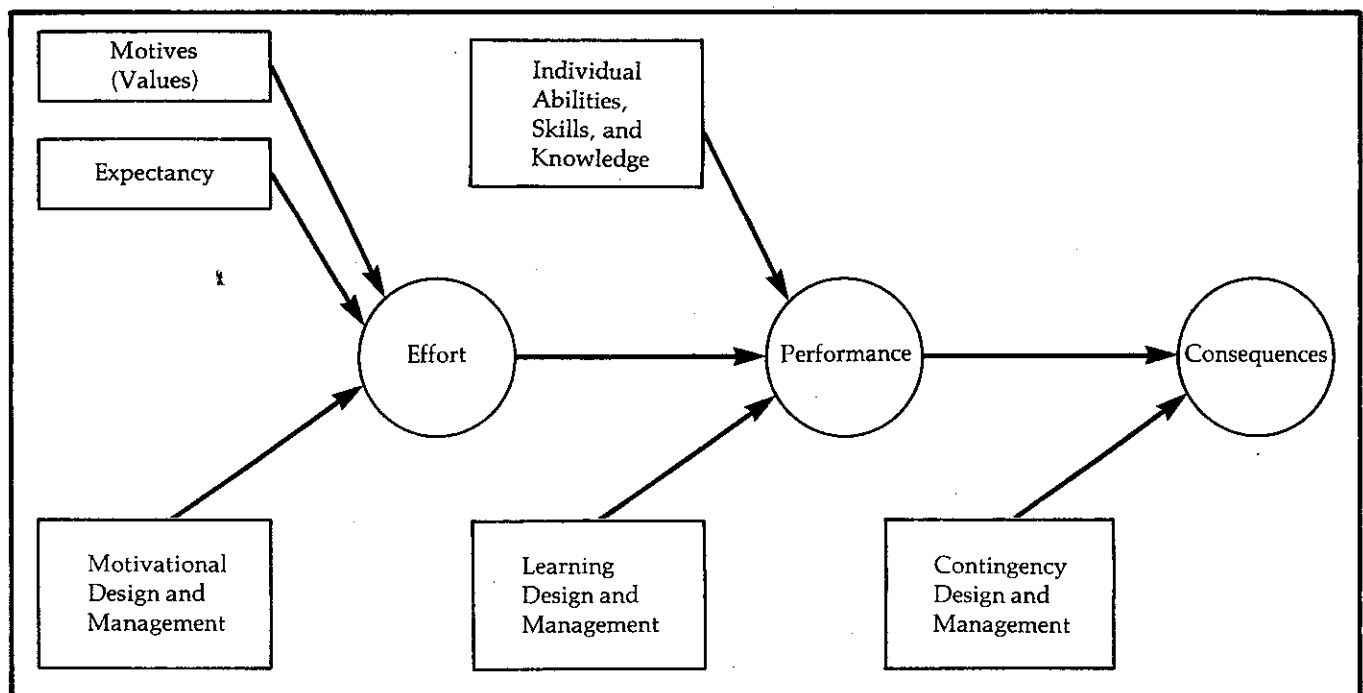 Motives
(Values)
Expectancy
Individual
Abilities,
Skills, and
Knowledge
Effort
Performance
Consequences
Motivational
Design and
Management
Learning
Design and
Management
Contingency
Design and
Management